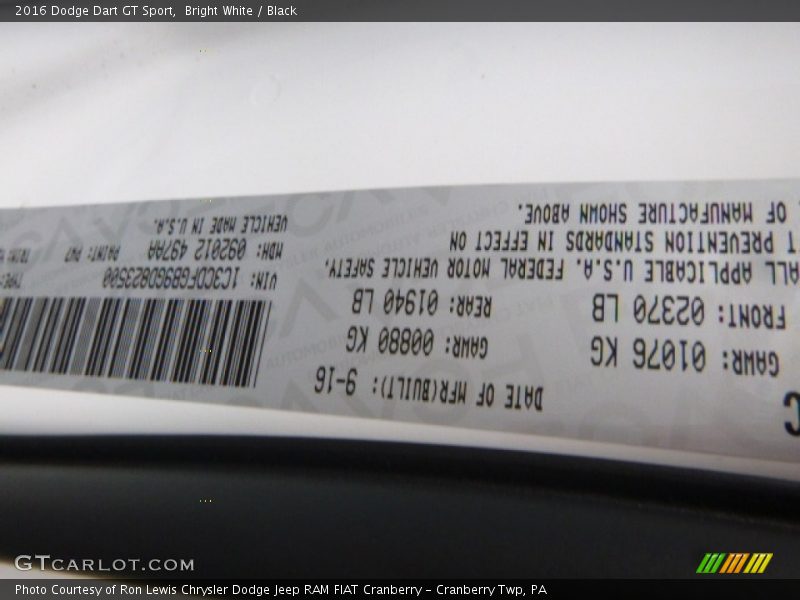 2016 Dodge Dart GT Sport, Bright White / Black
DATE OF MFR(BUILT): 9-16
GAWR: 01076 KG GAWR: 00880 KG
FRONT: 02370 LB REAR: 01940 LB
ALL APPLICABLE U.S.A. FEDERAL MOTOR VEHICLE SAFETY,
T PREVENTION STANDARDS IN EFFECT ON
OF MANUFACTURE SHOWN ABOVE.
VIN: 1C3CDFGB9GD823500
MDH: 092012 497AA PAINT: PW7
VEHICLE MADE IN U.S.A.
GTCARLOT.COM
Photo Courtesy of Ron Lewis Chrysler Dodge Jeep RAM FIAT Cranberry - Cranberry Twp, PA